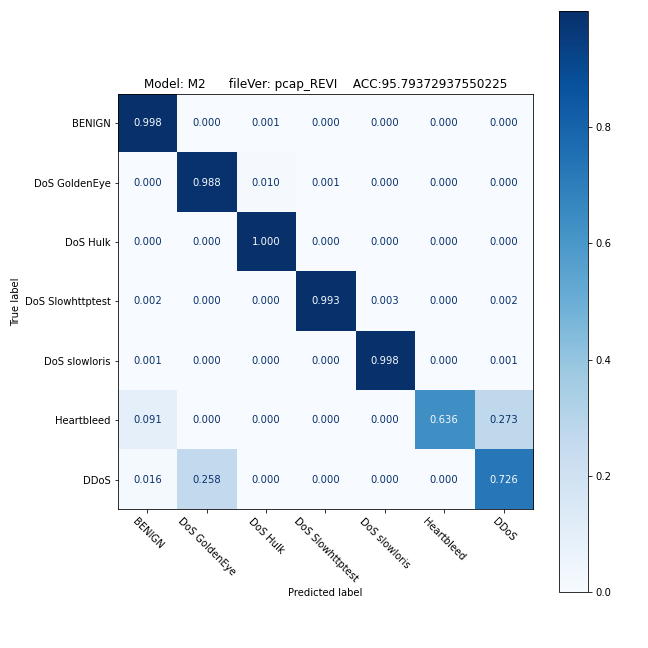 Model: M2 fileVer: pcap_REVI ACC:95.79372937550225
BENIGN 0.998 0.000 0.001 0.000 0.000 0.000 0.000
DoS GoldenEye 0.000 0.988 0.010 0.001 0.000 0.000 0.000
DoS Hulk 0.000 0.000 1.000 0.000 0.000 0.000 0.000
DoS Slowhttptest 0.002 0.000 0.000 0.993 0.003 0.000 0.002
DoS slowloris 0.001 0.000 0.000 0.000 0.998 0.000 0.001
Heartbleed 0.091 0.000 0.000 0.000 0.000 0.636 0.273
DDoS 0.016 0.258 0.000 0.000 0.000 0.000 0.726
True label
BENIGN DoS GoldenEye DoS Hulk DoS Slowhttptest DoS slowloris Heartbleed DDoS
Predicted label
0.8
0.6
0.4
0.2
0.0